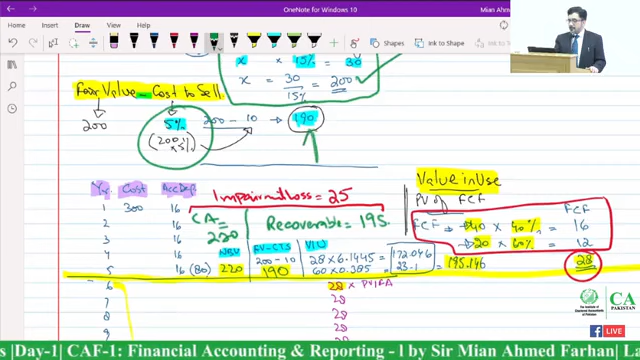 OneNote for Windows 10
Mian Ahmed Far
Home Insert Draw View Help
Ink to Shape Ink to
x × 15% = 30
x = 30 / 15% = 200
Fair Value - Cost to Sell.
200 5% 200 - 10 → 190
(200 × 5%)
Yr. Cost Acc Dep Impairment Loss = 25
1 300 16
2 16
3 16
4 16
5 16 (80)
CA = 220
Recoverable = 195.
NBV FV-CTS VIU
220 200-10 28 × 6.1445 172.046
190 60 × 0.385 23.1
195.146
Value in Use
PV of FCF
FCF
FCF → 40 × 40% = 16
→ 20 × 60% = 12
28
6 28 × PVIFA
7 28
8 28
9 28
CA
PAKISTAN
LIVE
|Day-1| CAF-1: Financial Accounting & Reporting - I by Sir Mian Ahmed Farhan| La